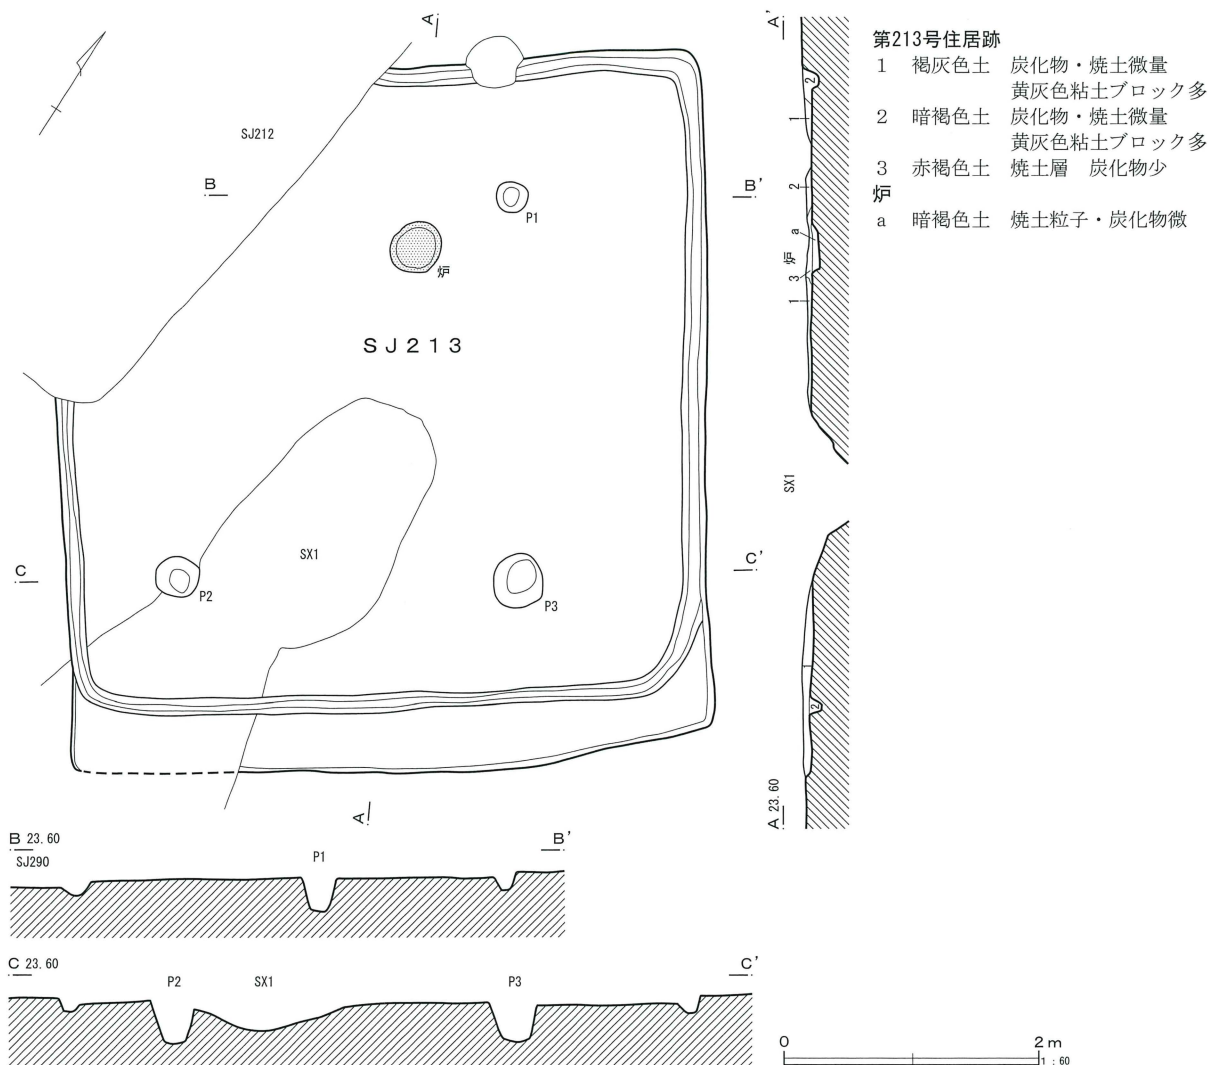 第213号住居跡
1 褐灰色土 炭化物・焼土微量
黄灰色粘土ブロック多
2 暗褐色土 炭化物・焼土微量
黄灰色粘土ブロック多
3 赤褐色土 焼土層 炭化物少
炉
a 暗褐色土 焼土粒子・炭化物微
A'
A'
SJ212
B
B'
P1
炉
SJ213
SX1
C
C'
P2
P3
A
2
1
2
a
炉
3
1
SX1
1
2
A 23.60
B 23.60
B'
SJ290
P1
C 23.60
C'
P2
SX1
P3
0
2m
1:60